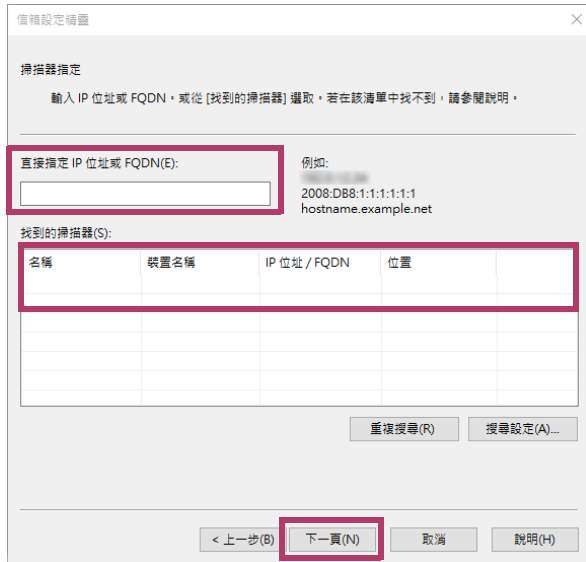 信箱設定精靈
掃描器指定
輸入 IP 位址或 FQDN。或從 [找到的掃描器] 選取。若在該清單中找不到，請參閱說明。
直接指定 IP 位址或 FQDN(E):
例如:
2008:DB8:1:1:1:1:1:1
hostname.example.net
找到的掃描器(S):
名稱 裝置名稱 IP 位址 / FQDN 位置
重複搜尋(R) 搜尋設定(A)...
< 上一步(B) 下一頁(N) 取消 說明(H)